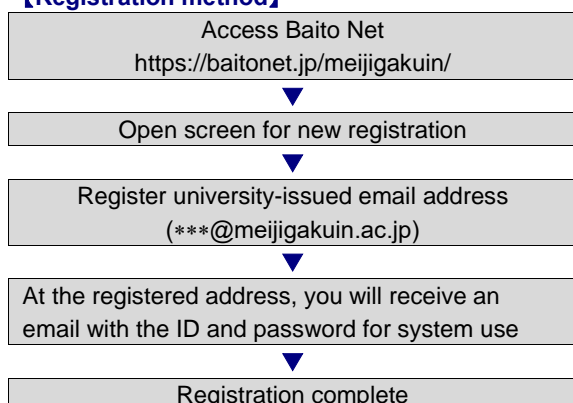 【Registration method】
Access Baito Net
https://baitonet.jp/meijigakuin/
▼
Open screen for new registration
▼
Register university-issued email address
(***@meijigakuin.ac.jp)
▼
At the registered address, you will receive an
email with the ID and password for system use
▼
Registration complete